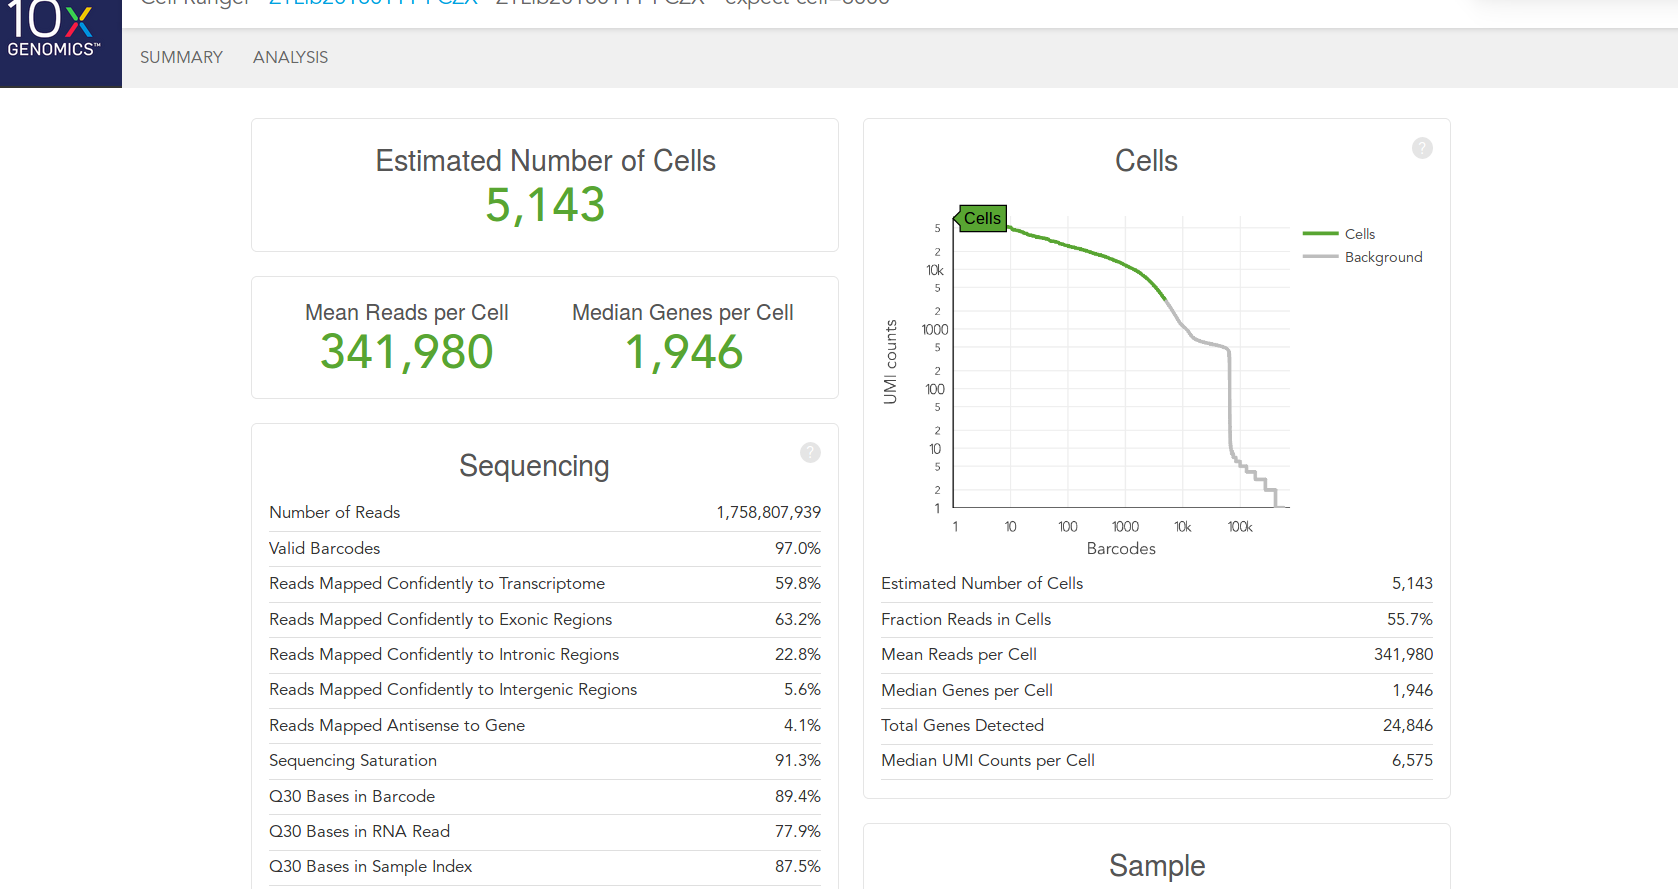 10x
GENOMICS™
SUMMARY ANALYSIS
Estimated Number of Cells
5,143
Mean Reads per Cell Median Genes per Cell
341,980 1,946
Sequencing
?
Number of Reads 1,758,807,939
Valid Barcodes 97.0%
Reads Mapped Confidently to Transcriptome 59.8%
Reads Mapped Confidently to Exonic Regions 63.2%
Reads Mapped Confidently to Intronic Regions 22.8%
Reads Mapped Confidently to Intergenic Regions 5.6%
Reads Mapped Antisense to Gene 4.1%
Sequencing Saturation 91.3%
Q30 Bases in Barcode 89.4%
Q30 Bases in RNA Read 77.9%
Q30 Bases in Sample Index 87.5%
Cells
?
Cells
Cells
Background
5
2
10k
5
2
1000
5
2
100
5
2
10
5
2
1
UMI counts
1 10 100 1000 10k 100k
Barcodes
Estimated Number of Cells 5,143
Fraction Reads in Cells 55.7%
Mean Reads per Cell 341,980
Median Genes per Cell 1,946
Total Genes Detected 24,846
Median UMI Counts per Cell 6,575
Sample